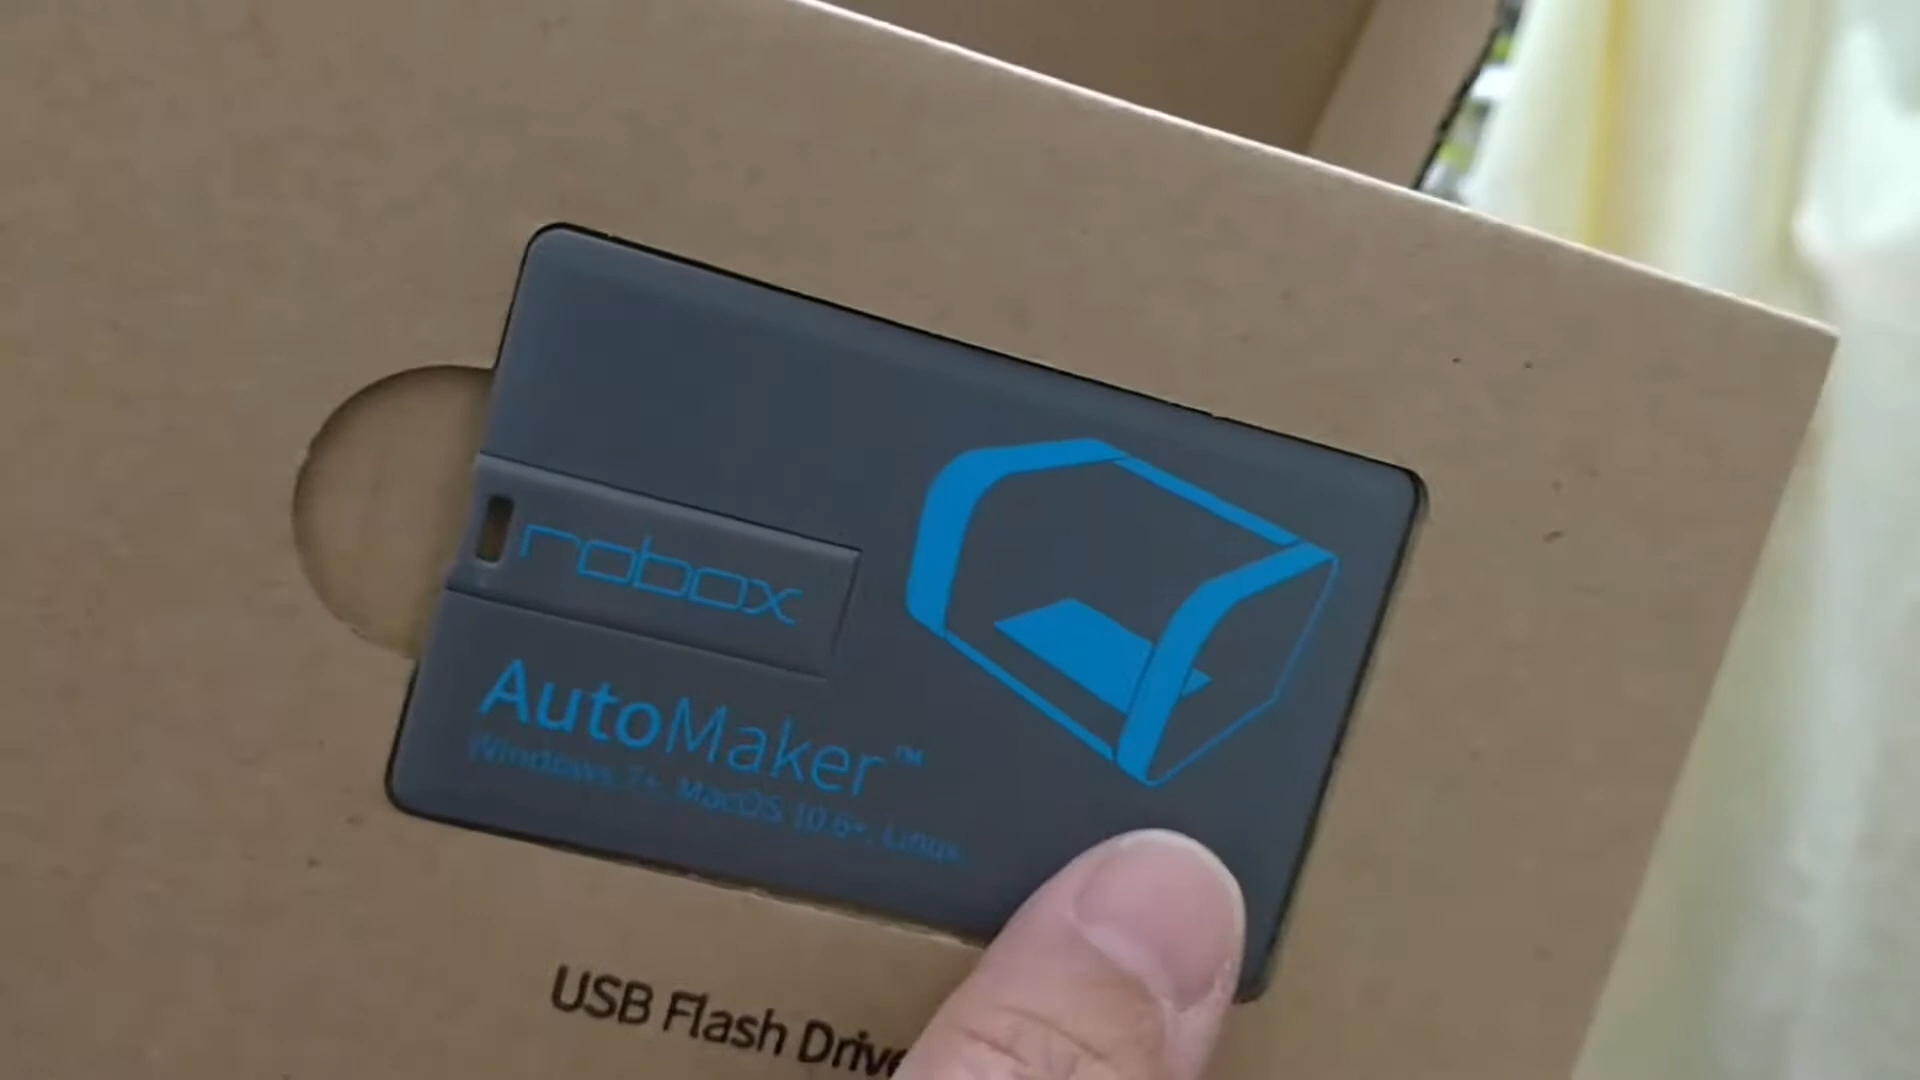 robox
AutoMaker™
Windows 7+, MacOS 10.6+, Linux
USB Flash Drive